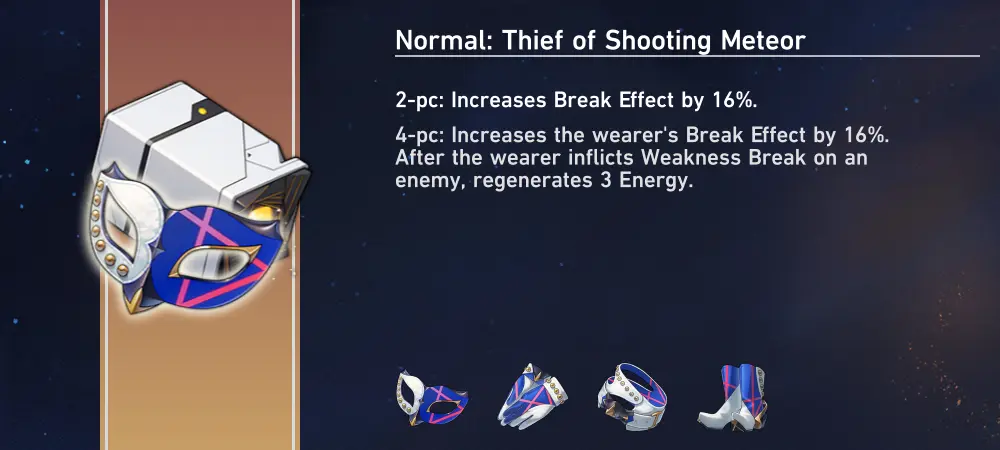 Normal: Thief of Shooting Meteor
2-pc: Increases Break Effect by 16%.
4-pc: Increases the wearer's Break Effect by 16%.
After the wearer inflicts Weakness Break on an
enemy, regenerates 3 Energy.